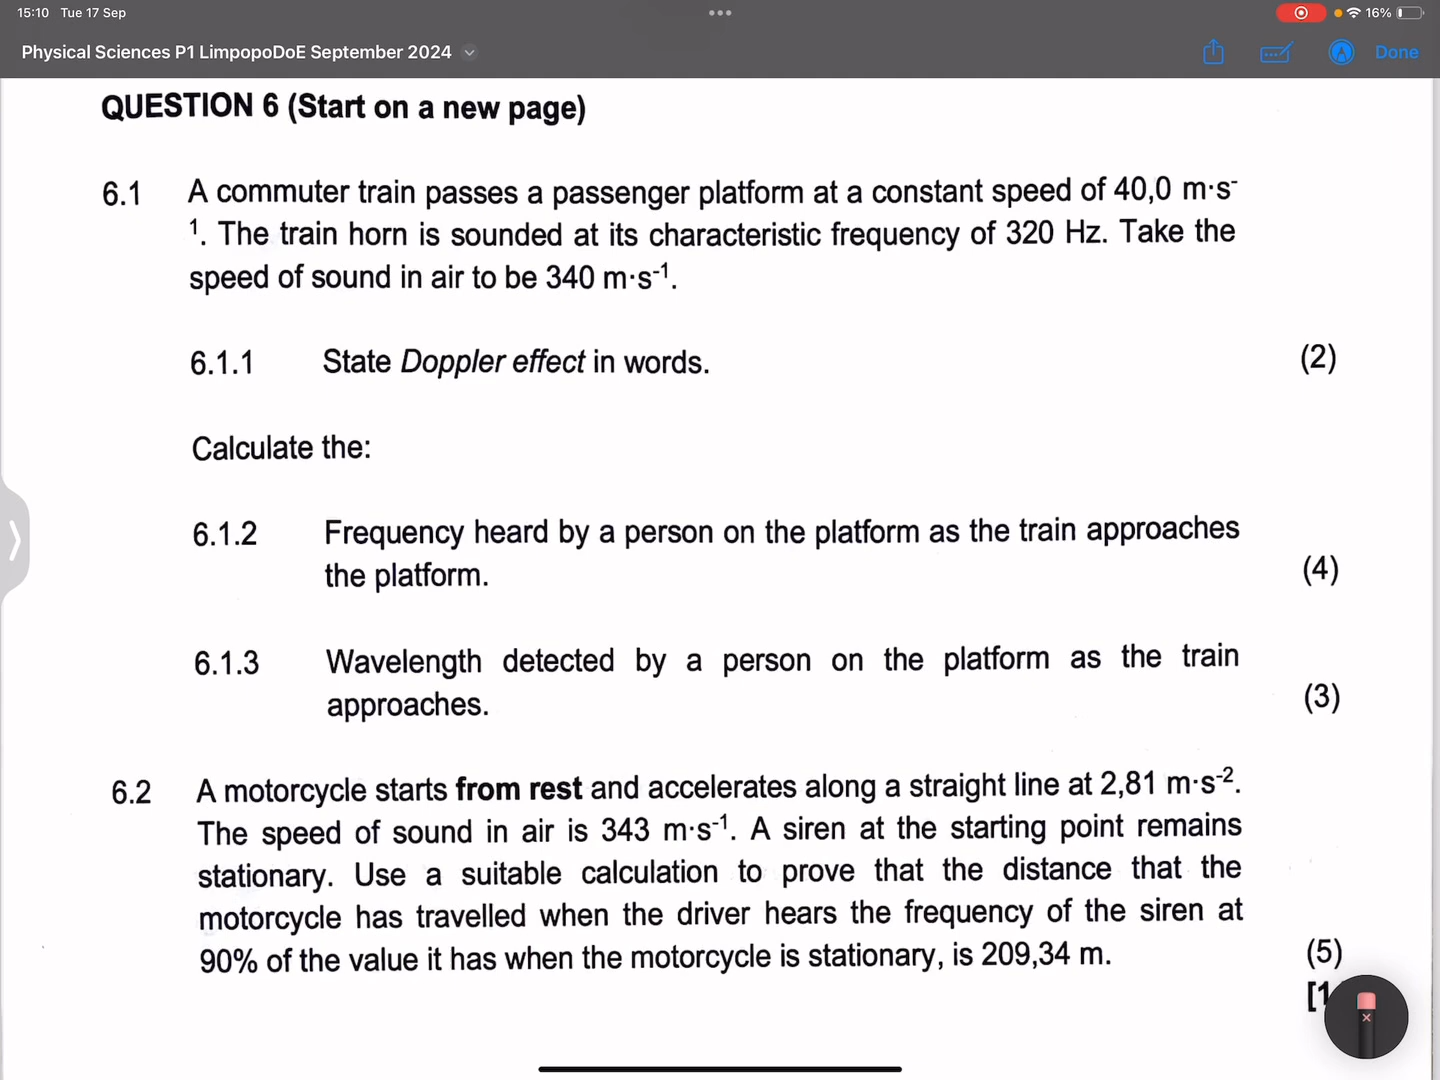 15:10 Tue 17 Sep
16%
Physical Sciences P1 LimpopoDoE September 2024
Done
QUESTION 6 (Start on a new page)
6.1 A commuter train passes a passenger platform at a constant speed of 40,0 m·s⁻
¹. The train horn is sounded at its characteristic frequency of 320 Hz. Take the
speed of sound in air to be 340 m·s⁻¹.
6.1.1 State Doppler effect in words. (2)
Calculate the:
6.1.2 Frequency heard by a person on the platform as the train approaches
the platform. (4)
6.1.3 Wavelength detected by a person on the platform as the train
approaches. (3)
6.2 A motorcycle starts from rest and accelerates along a straight line at 2,81 m·s⁻².
The speed of sound in air is 343 m·s⁻¹. A siren at the starting point remains
stationary. Use a suitable calculation to prove that the distance that the
motorcycle has travelled when the driver hears the frequency of the siren at
90% of the value it has when the motorcycle is stationary, is 209,34 m. (5)